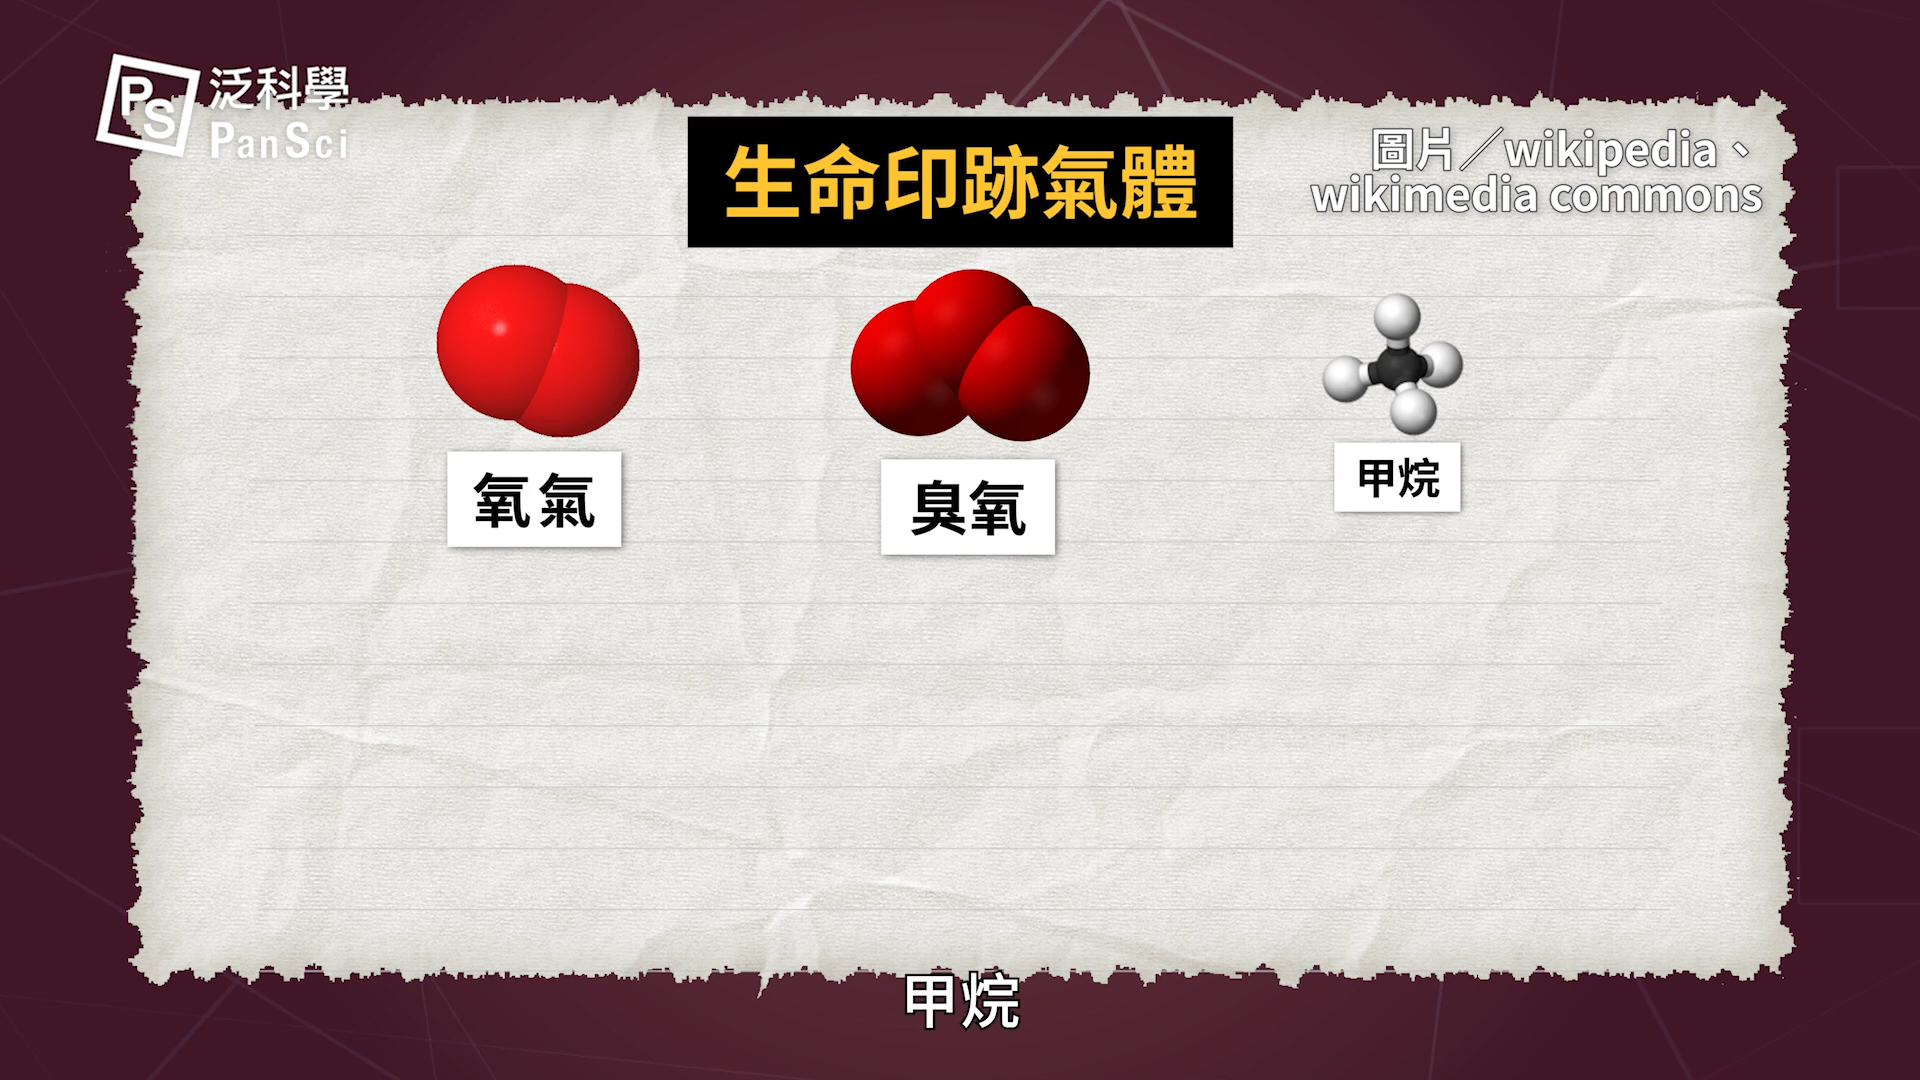 PS
泛科學
PanSci
生命印跡氣體
圖片／wikipedia、
wikimedia commons
氧氣
臭氧
甲烷
甲烷